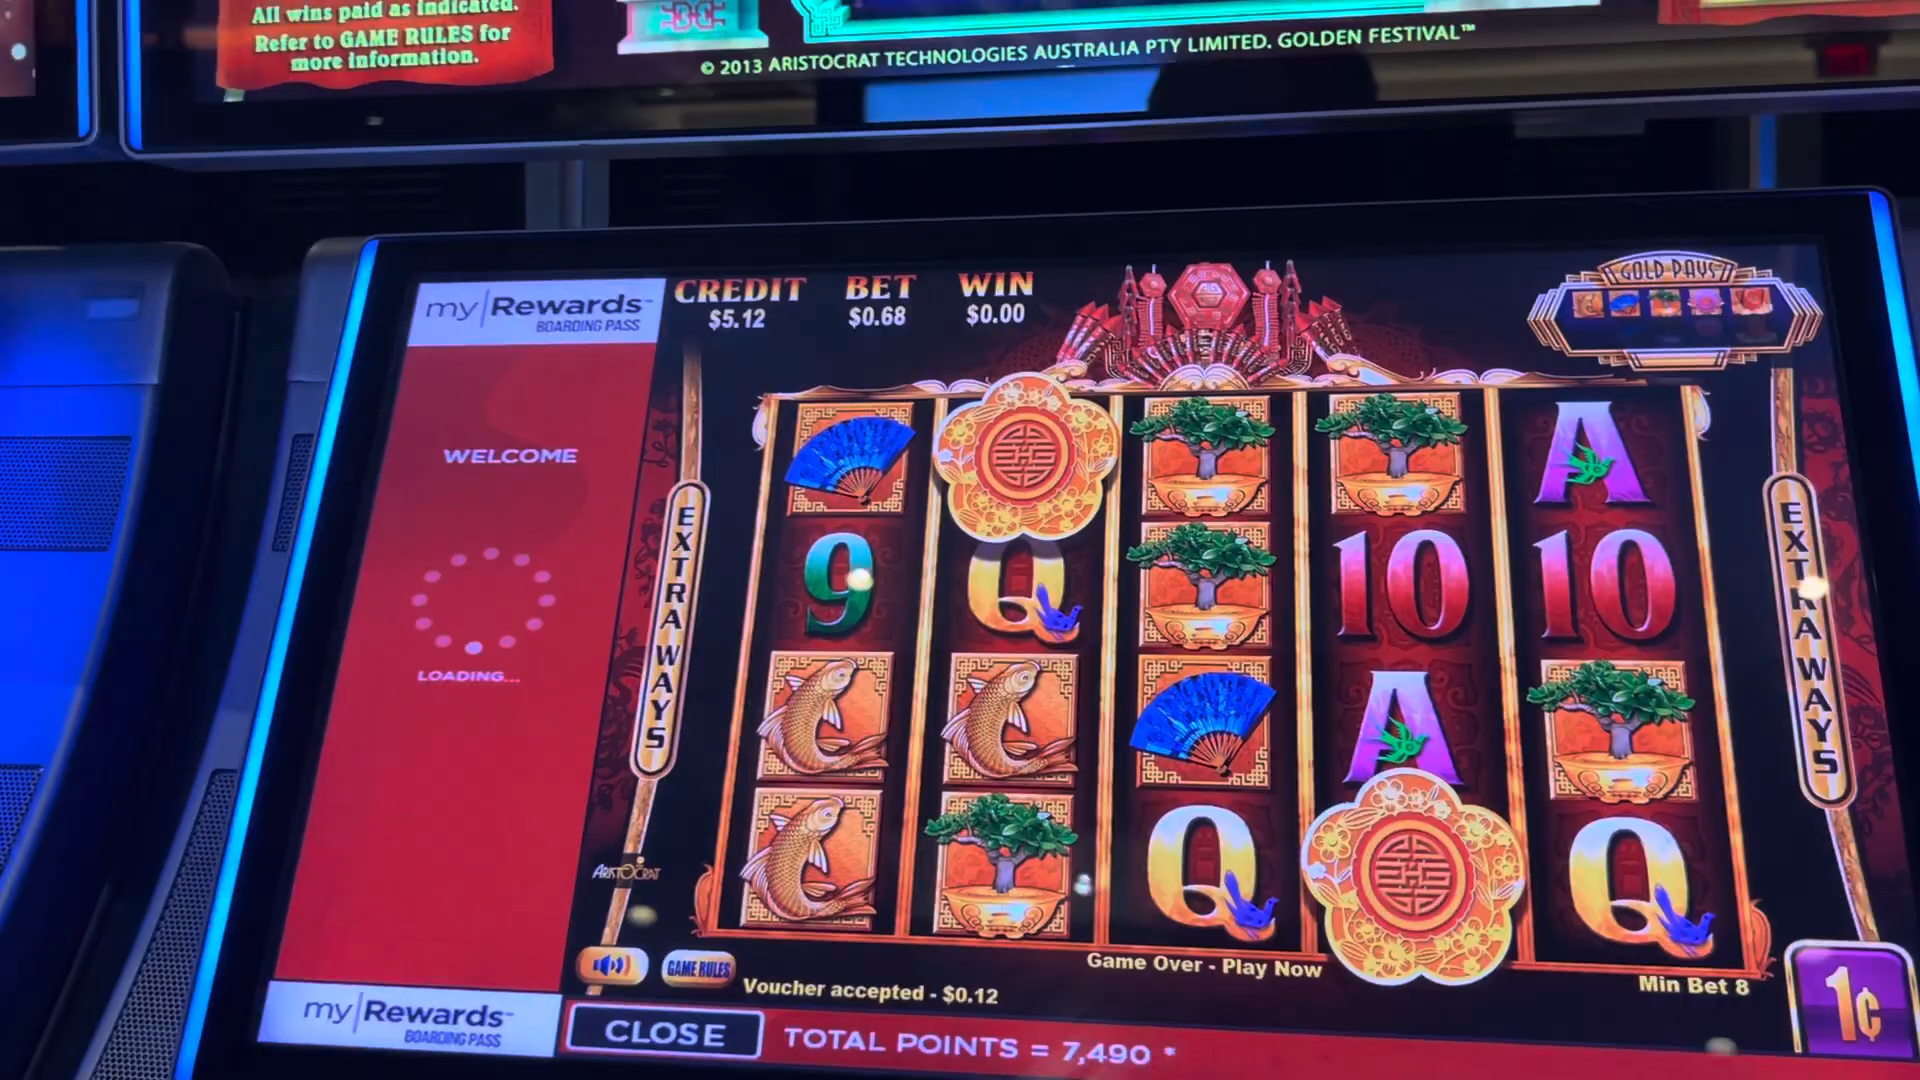 All wins paid as indicated.
Refer to GAME RULES for
more information.
© 2013 ARISTOCRAT TECHNOLOGIES AUSTRALIA PTY LIMITED. GOLDEN FESTIVAL™
my|Rewards™
BOARDING PASS
CREDIT
$5.12
BET
$0.68
WIN
$0.00
GOLD PAYS
WELCOME
LOADING...
EXTRA WAYS
EXTRA WAYS
A
9
Q
10
10
A
Q
Q
ARISTOCRAT
GAME RULES
Voucher accepted - $0.12
Game Over - Play Now
Min Bet 8
1¢
my|Rewards™
BOARDING PASS
CLOSE
TOTAL POINTS = 7,490 *